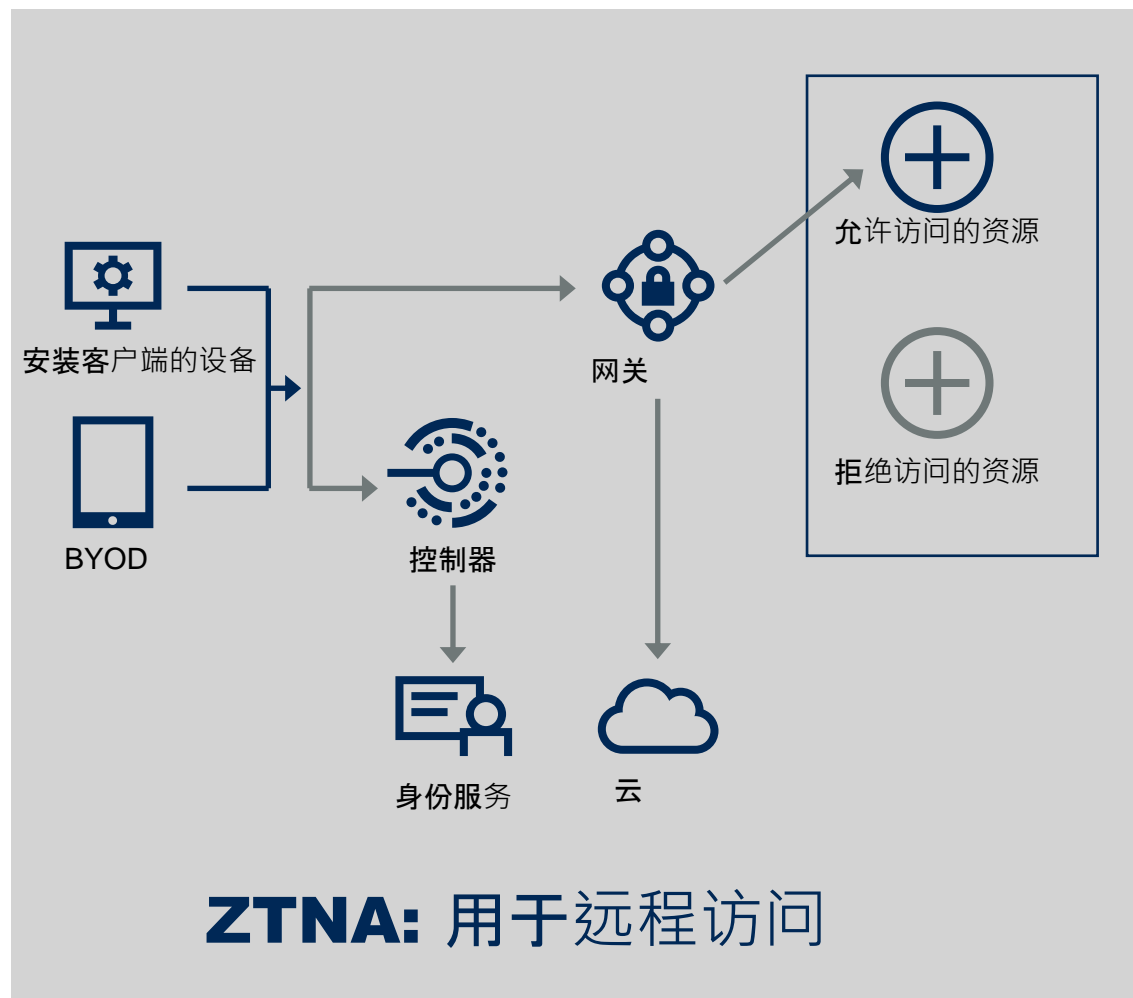 允许访问的资源
安装客户端的设备
网关
拒绝访问的资源
BYOD
控制器
身份服务
云
ZTNA: 用于远程访问